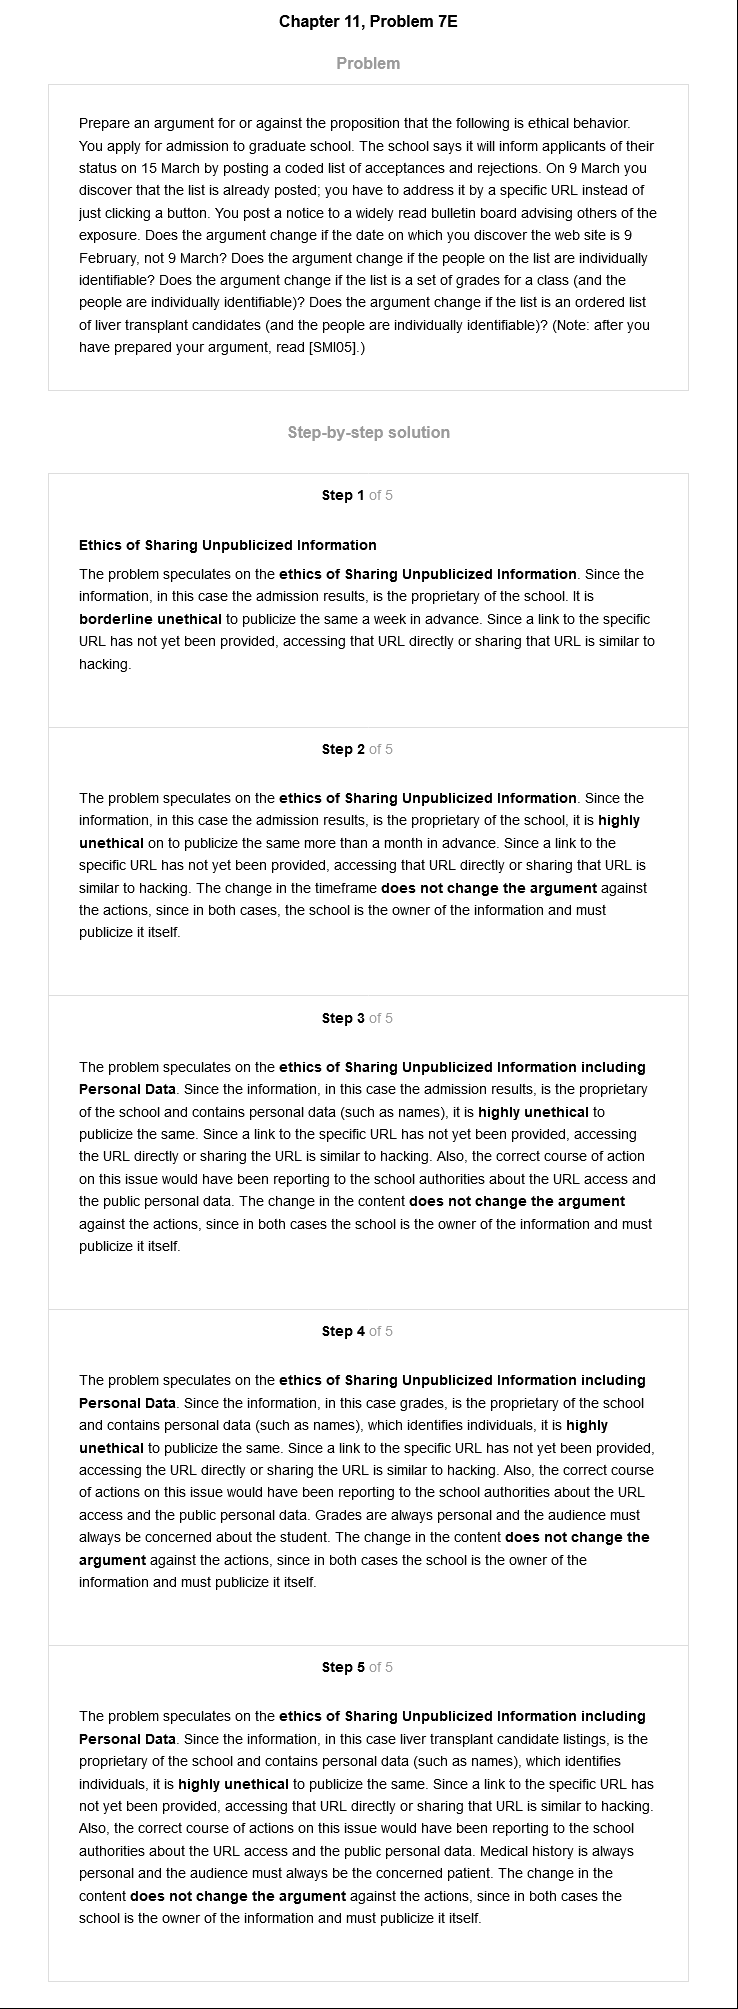 Chapter 11, Problem 7E
Problem
Prepare an argument for or against the proposition that the following is ethical behavior.
You apply for admission to graduate school. The school says it will inform applicants of their
status on 15 March by posting a coded list of acceptances and rejections. On 9 March you
discover that the list is already posted; you have to address it by a specific URL instead of
just clicking a button. You post a notice to a widely read bulletin board advising others of the
exposure. Does the argument change if the date on which you discover the web site is 9
February, not 9 March? Does the argument change if the people on the list are individually
identifiable? Does the argument change if the list is a set of grades for a class (and the
people are individually identifiable)? Does the argument change if the list is an ordered list
of liver transplant candidates (and the people are individually identifiable)? (Note: after you
have prepared your argument, read [SMI05].)
Step-by-step solution
Step 1 of 5
Ethics of Sharing Unpublicized Information
The problem speculates on the ethics of Sharing Unpublicized Information. Since the
information, in this case the admission results, is the proprietary of the school. It is
borderline unethical to publicize the same a week in advance. Since a link to the specific
URL has not yet been provided, accessing that URL directly or sharing that URL is similar to
hacking.
Step 2 of 5
The problem speculates on the ethics of Sharing Unpublicized Information. Since the
information, in this case the admission results, is the proprietary of the school, it is highly
unethical on to publicize the same more than a month in advance. Since a link to the
specific URL has not yet been provided, accessing that URL directly or sharing that URL is
similar to hacking. The change in the timeframe does not change the argument against
the actions, since in both cases, the school is the owner of the information and must
publicize it itself.
Step 3 of 5
The problem speculates on the ethics of Sharing Unpublicized Information including
Personal Data. Since the information, in this case the admission results, is the proprietary
of the school and contains personal data (such as names), it is highly unethical to
publicize the same. Since a link to the specific URL has not yet been provided, accessing
the URL directly or sharing the URL is similar to hacking. Also, the correct course of action
on this issue would have been reporting to the school authorities about the URL access and
the public personal data. The change in the content does not change the argument
against the actions, since in both cases the school is the owner of the information and must
publicize it itself.
Step 4 of 5
The problem speculates on the ethics of Sharing Unpublicized Information including
Personal Data. Since the information, in this case grades, is the proprietary of the school
and contains personal data (such as names), which identifies individuals, it is highly
unethical to publicize the same. Since a link to the specific URL has not yet been provided,
accessing the URL directly or sharing the URL is similar to hacking. Also, the correct course
of actions on this issue would have been reporting to the school authorities about the URL
access and the public personal data. Grades are always personal and the audience must
always be concerned about the student. The change in the content does not change the
argument against the actions, since in both cases the school is the owner of the
information and must publicize it itself.
Step 5 of 5
The problem speculates on the ethics of Sharing Unpublicized Information including
Personal Data. Since the information, in this case liver transplant candidate listings, is the
proprietary of the school and contains personal data (such as names), which identifies
individuals, it is highly unethical to publicize the same. Since a link to the specific URL has
not yet been provided, accessing that URL directly or sharing that URL is similar to hacking.
Also, the correct course of actions on this issue would have been reporting to the school
authorities about the URL access and the public personal data. Medical history is always
personal and the audience must always be the concerned patient. The change in the
content does not change the argument against the actions, since in both cases the
school is the owner of the information and must publicize it itself.